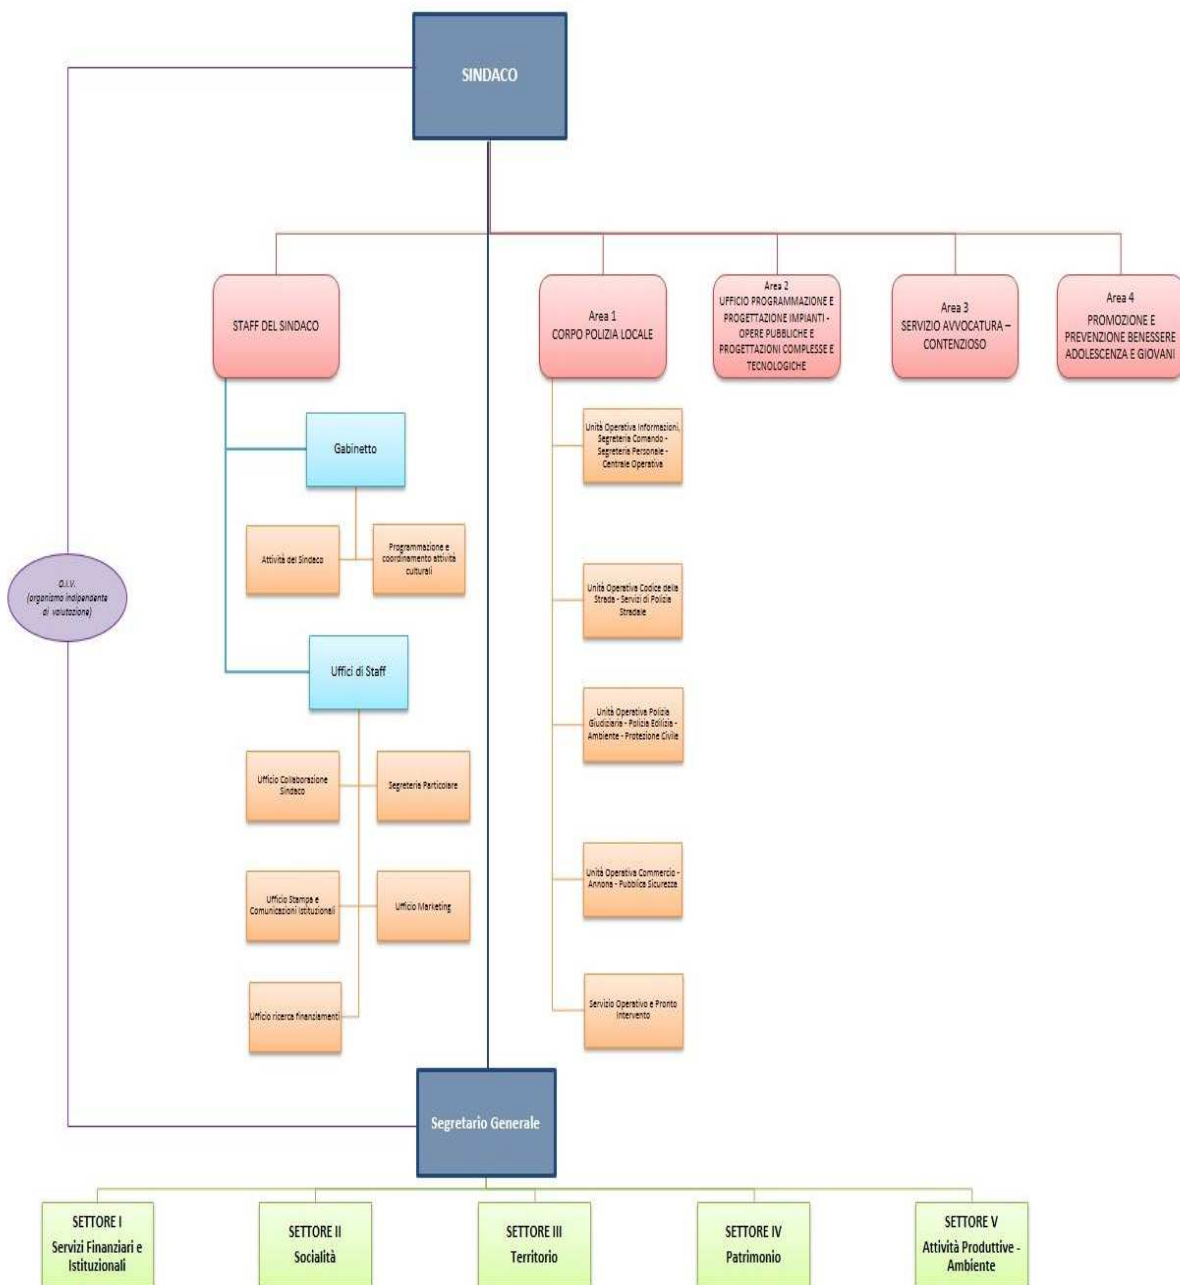 SINDACO
STAFF DEL SINDACO
Area 1
CORPO POLIZIA LOCALE
Area 2
UFFICIO PROGRAMMAZIONE E
PROGETTAZIONE IMPIANTI -
OPERE PUBBLICHE E
PROGETTAZIONI COMPLESSE E
TECNOLOGICHE
Area 3
SERVIZIO AVVOCATURA –
CONTENZIOSO
Area 4
PROMOZIONE E
PREVENZIONE BENESSERE
ADOLESCENZA E GIOVANI
Gabinetto
Attività del Sindaco
Programmazione e
coordinamento attività
culturali
Uffici di Staff
Ufficio Collaborazione
Sindaco
Segreteria Particolare
Ufficio Stampa e
Comunicazioni Istituzionali
Ufficio Marketing
Ufficio ricerca finanziamenti
Unità Operativa Informazioni,
Segreteria Comando -
Segreteria Personale -
Centrale Operativa
Unità Operativa Codice della
Strada - Servizi di Polizia
Stradale
Unità Operativa Polizia
Giudiziaria - Polizia Edilizia -
Ambiente - Protezione Civile
Unità Operativa Commercio -
Annona - Pubblica Sicurezza
Servizio Operativo e Pronto
Intervento
O.I.V.
(organismo indipendente
di valutazione)
Segretario Generale
SETTORE I
Servizi Finanziari e
Istituzionali
SETTORE II
Socialità
SETTORE III
Territorio
SETTORE IV
Patrimonio
SETTORE V
Attività Produttive -
Ambiente